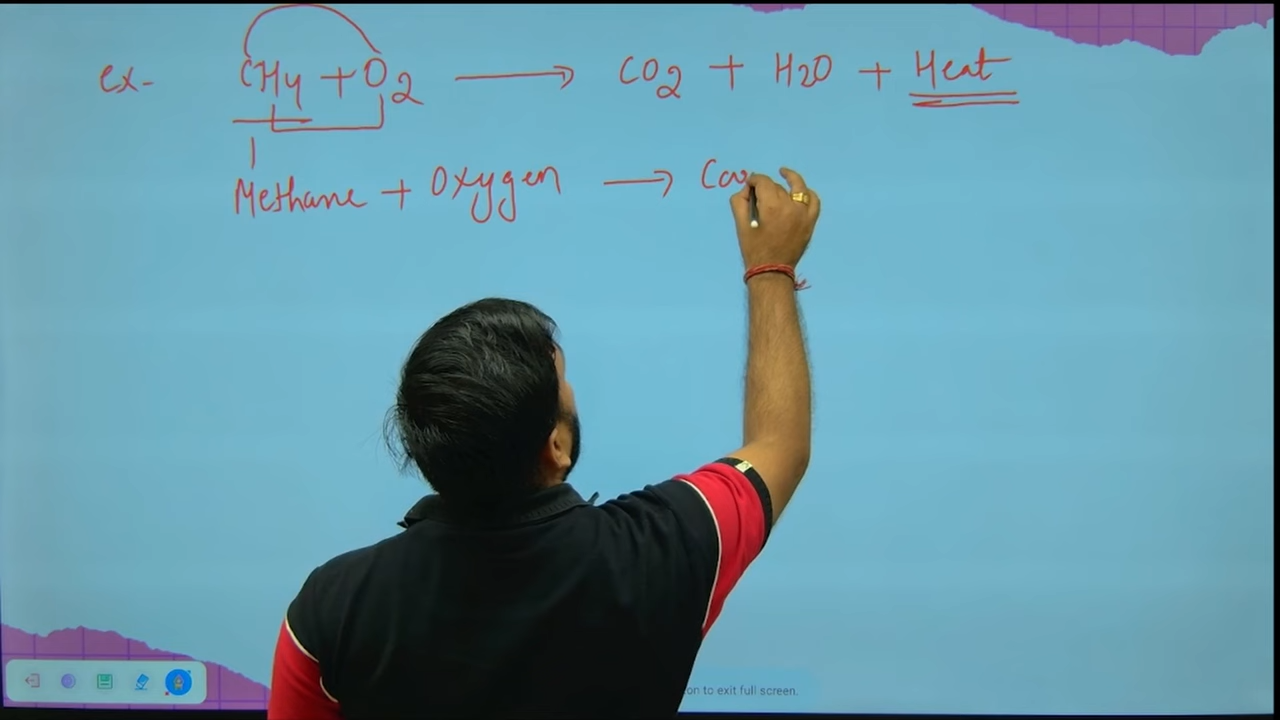 ex- CH4 + O2 → CO2 + H2O + Heat
Methane + Oxygen → Car
on to exit full screen.